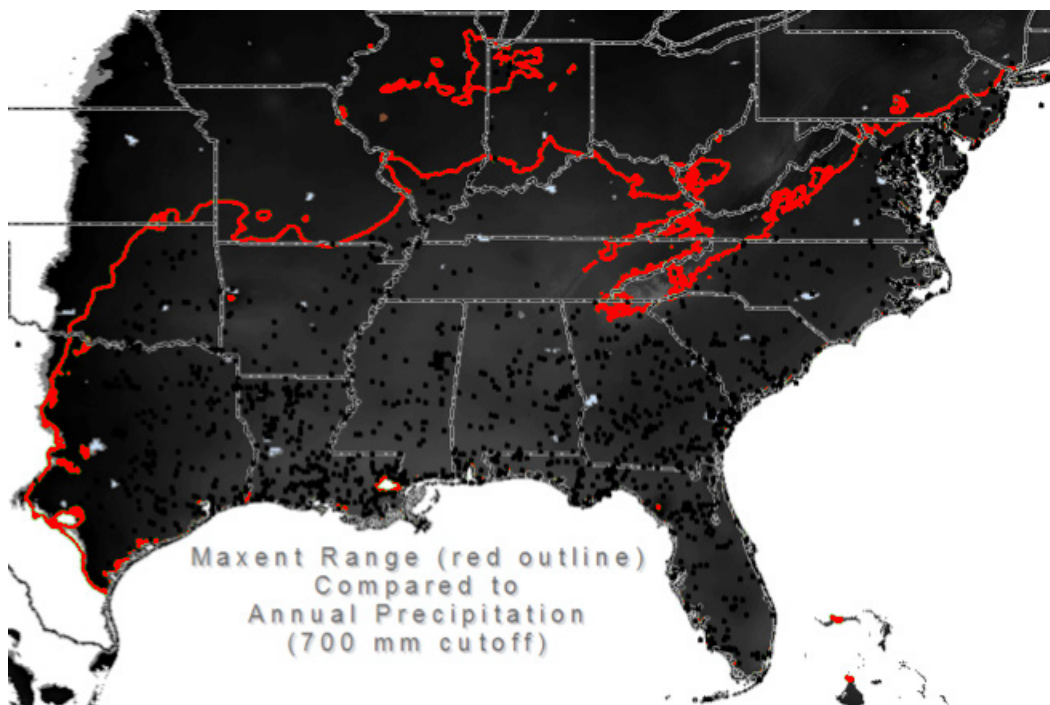 Maxent Range (red outline)
Compared to
Annual Precipitation
(700 mm cutoff)